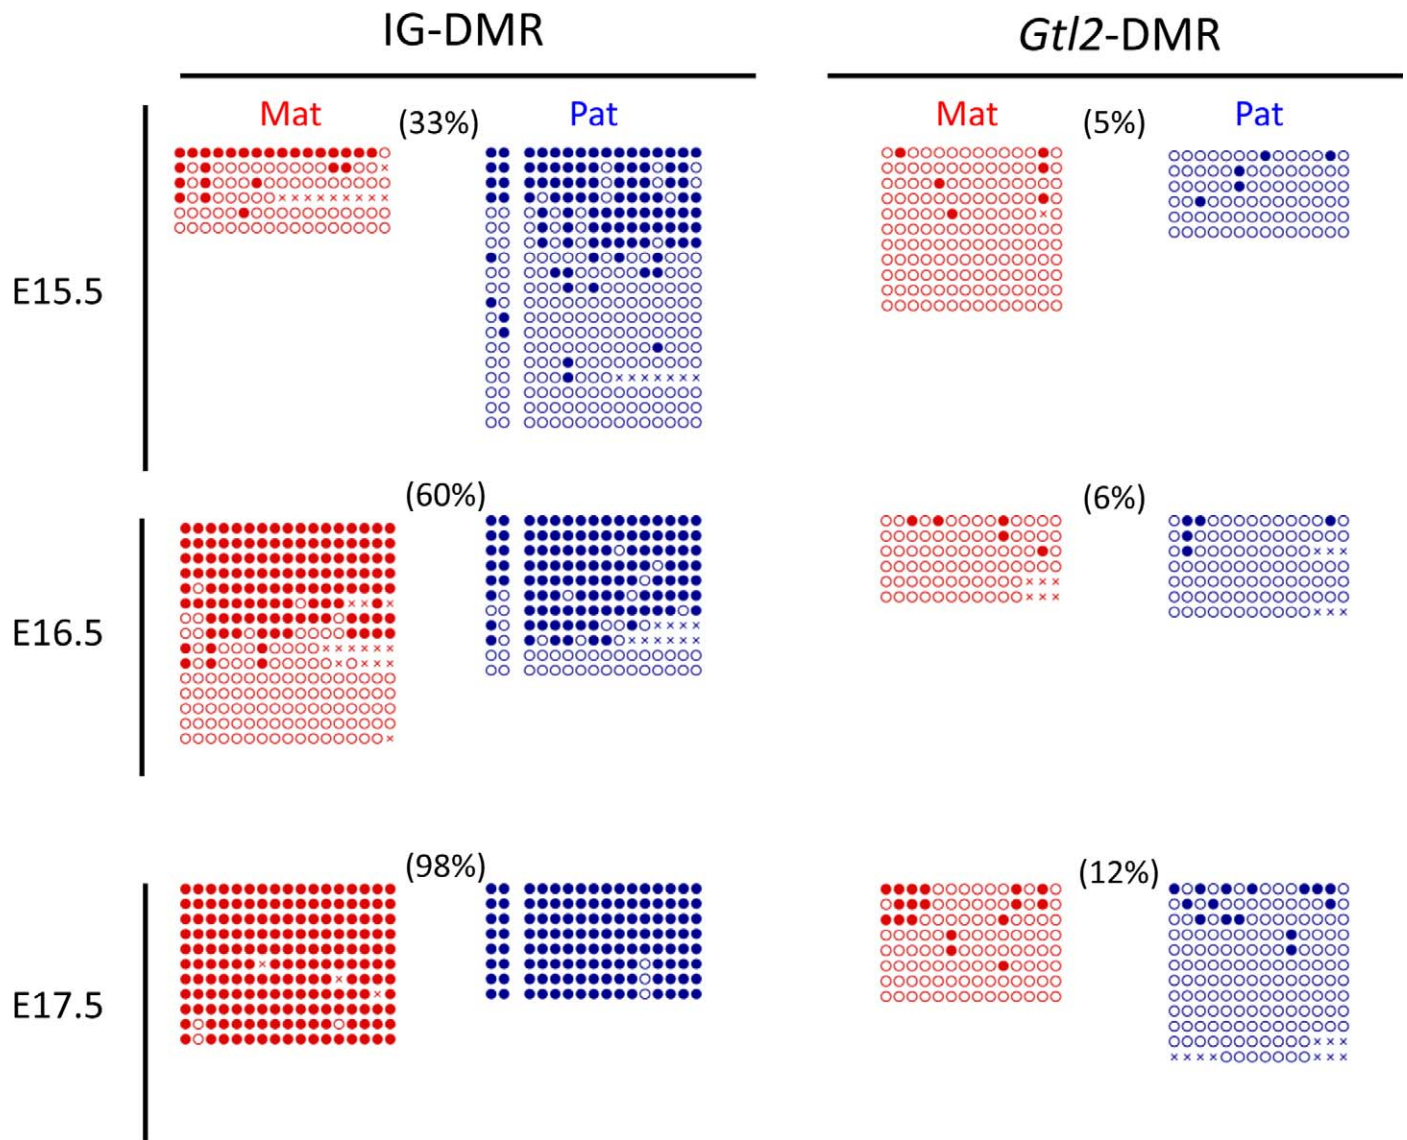 IG-DMR
Gtl2-DMR
Mat (33%) Pat
Mat (5%) Pat
E15.5
(60%)
(6%)
E16.5
(98%)
(12%)
E17.5